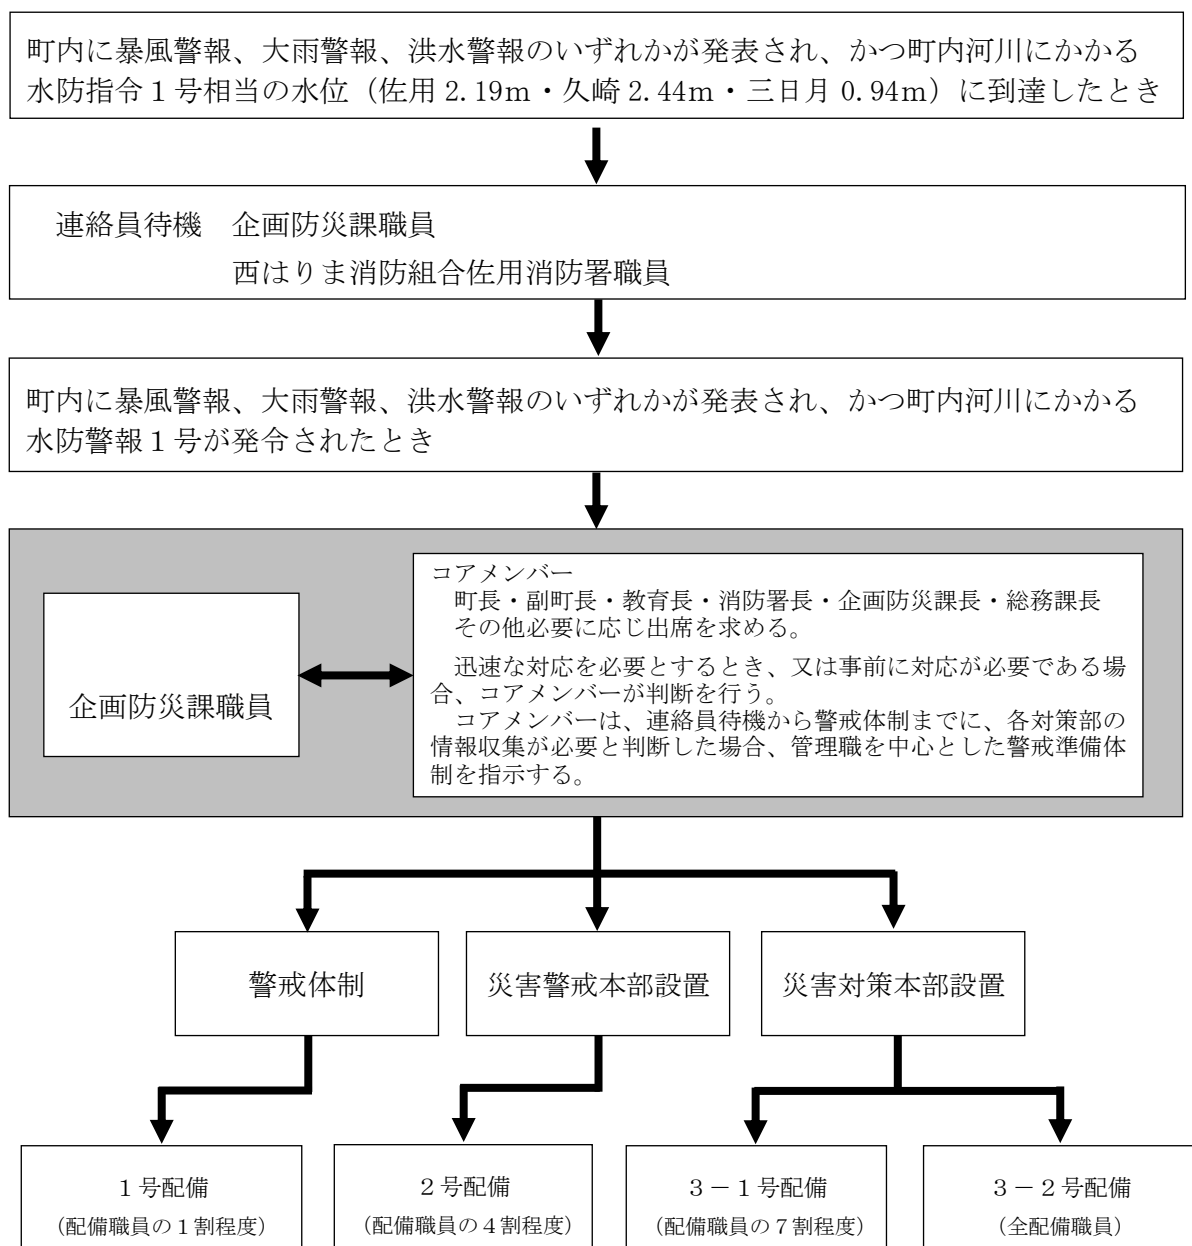 町内に暴風警報、大雨警報、洪水警報のいずれかが発表され、かつ町内河川にかかる
水防指令１号相当の水位（佐用 2.19ｍ・久崎 2.44ｍ・三日月 0.94ｍ）に到達したとき
連絡員待機　企画防災課職員
西はりま消防組合佐用消防署職員
町内に暴風警報、大雨警報、洪水警報のいずれかが発表され、かつ町内河川にかかる
水防警報１号が発令されたとき
企画防災課職員
コアメンバー
町長・副町長・教育長・消防署長・企画防災課長・総務課長
その他必要に応じ出席を求める。
迅速な対応を必要とするとき、又は事前に対応が必要である場
合、コアメンバーが判断を行う。
コアメンバーは、連絡員待機から警戒体制までに、各対策部の
情報収集が必要と判断した場合、管理職を中心とした警戒準備体
制を指示する。
警戒体制
災害警戒本部設置
災害対策本部設置
１号配備
（配備職員の１割程度）
２号配備
（配備職員の４割程度）
３－１号配備
（配備職員の７割程度）
３－２号配備
（全配備職員）